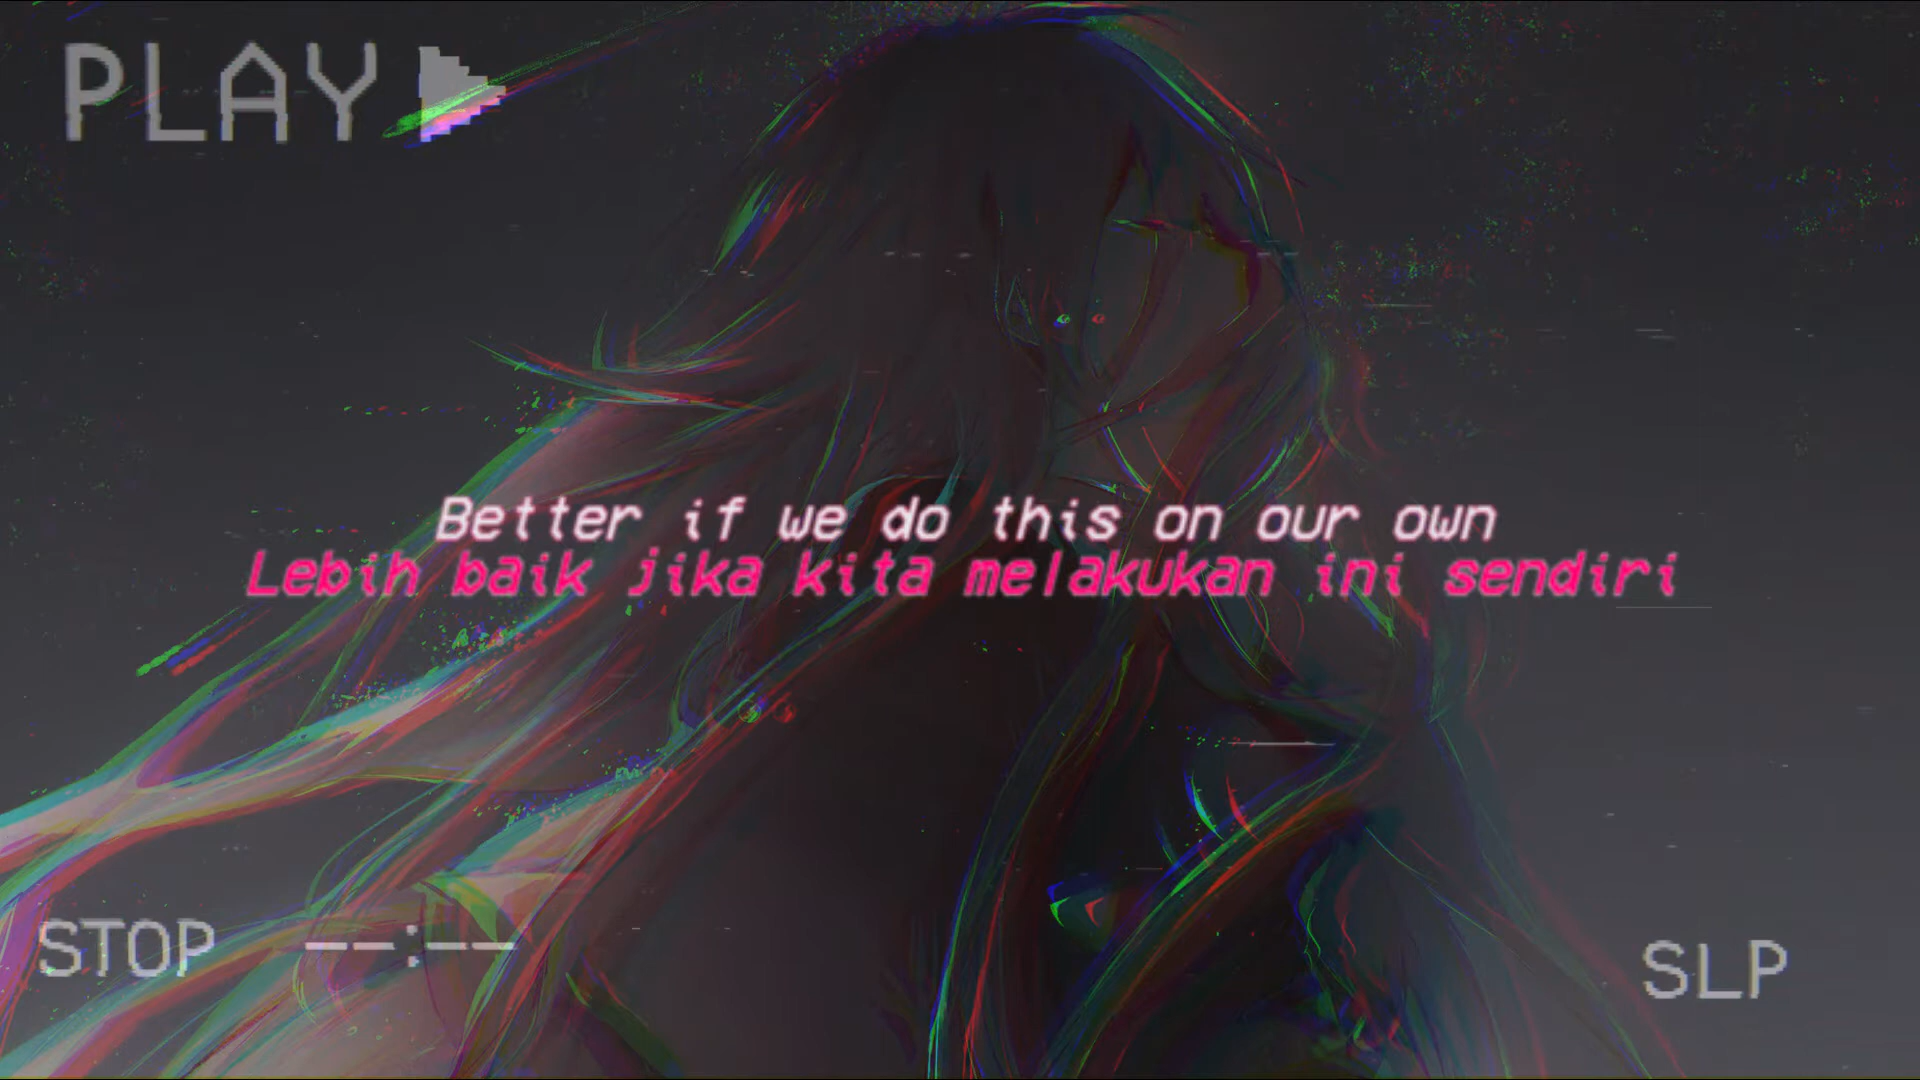 PLAY
Better if we do this on our own
Lebih baik jika kita melakukan ini sendiri
STOP --:--
SLP